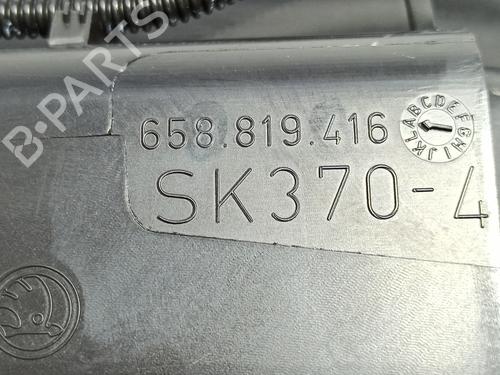 B-PARTS
658.819.416
ABCDEFGHIJKL
SK370-4